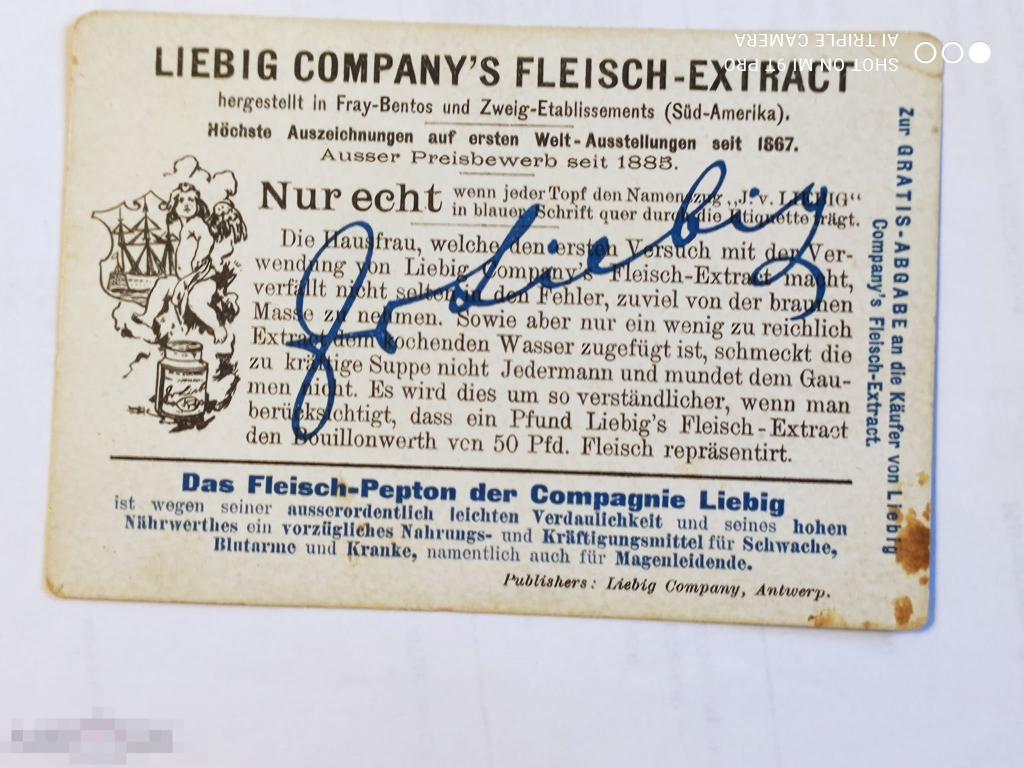 LIEBIG COMPANY'S FLEISCH-EXTRACT
hergestellt in Fray-Bentos und Zweig-Etablissements (Süd-Amerika).
Höchste Auszeichnungen auf ersten Welt-Ausstellungen seit 1867.
Ausser Preisbewerb seit 1885.
Nur echt wenn jeder Topf den Namenszug „J. v. LIEBIG“
in blauer Schrift quer durch die Etiquette trägt.
Die Hausfrau, welche den ersten Versuch mit der Ver-
wendung von Liebig Company's Fleisch-Extract macht,
verfällt nicht selten in den Fehler, zuviel von der braunen
Masse zu nehmen. Sowie aber nur ein wenig zu reichlich
Extract dem kochenden Wasser zugefügt ist, schmeckt die
zu kräftige Suppe nicht Jedermann und mundet dem Gau-
men nicht. Es wird dies um so verständlicher, wenn man
berücksichtigt, dass ein Pfund Liebig's Fleisch-Extract
den Bouillonwerth von 50 Pfd. Fleisch repräsentirt.
JvLiebig
Das Fleisch-Pepton der Compagnie Liebig
ist wegen seiner ausserordentlich leichten Verdaulichkeit und seines hohen
Nährwerthes ein vorzügliches Nahrungs- und Kräftigungsmittel für Schwache,
Blutarme und Kranke, namentlich auch für Magenleidende.
Publishers: Liebig Company, Antwerp.
Zur GRATIS-ABGABE an die Käufer von Liebig
Company's Fleisch-Extract.
SHOT ON MI 9T PRO
AI TRIPLE CAMERA